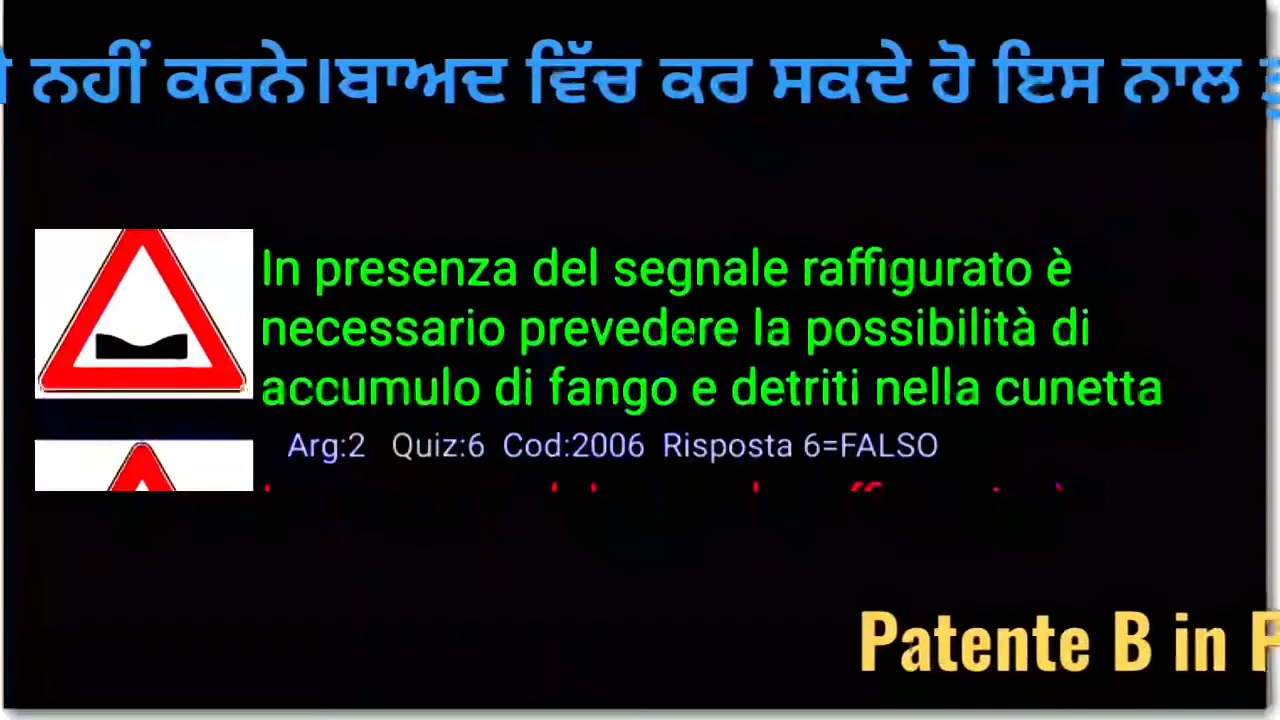 ਨਹੀਂ ਕਰਨੇ।ਬਾਅਦ ਵਿੱਚ ਕਰ ਸਕਦੇ ਹੋ ਇਸ ਨਾਲ
In presenza del segnale raffigurato è
necessario prevedere la possibilità di
accumulo di fango e detriti nella cunetta
Arg:2 Quiz:6 Cod:2006 Risposta 6=FALSO
Patente B in